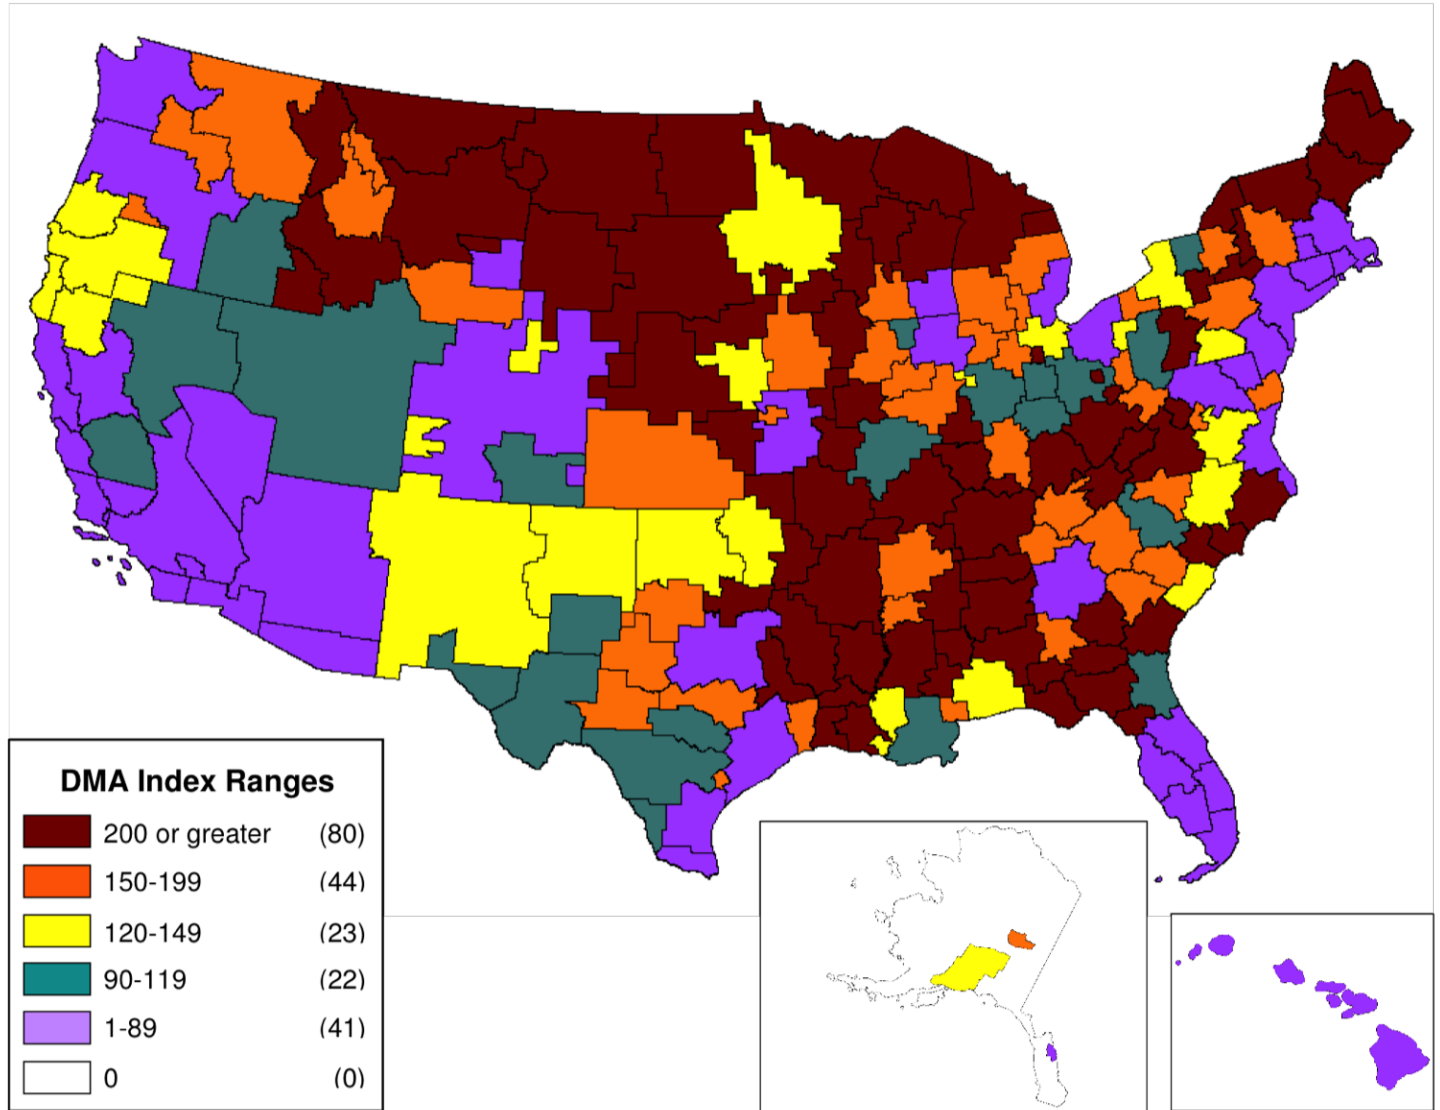 DMA Index Ranges
200 or greater (80)
150-199 (44)
120-149 (23)
90-119 (22)
1-89 (41)
0 (0)